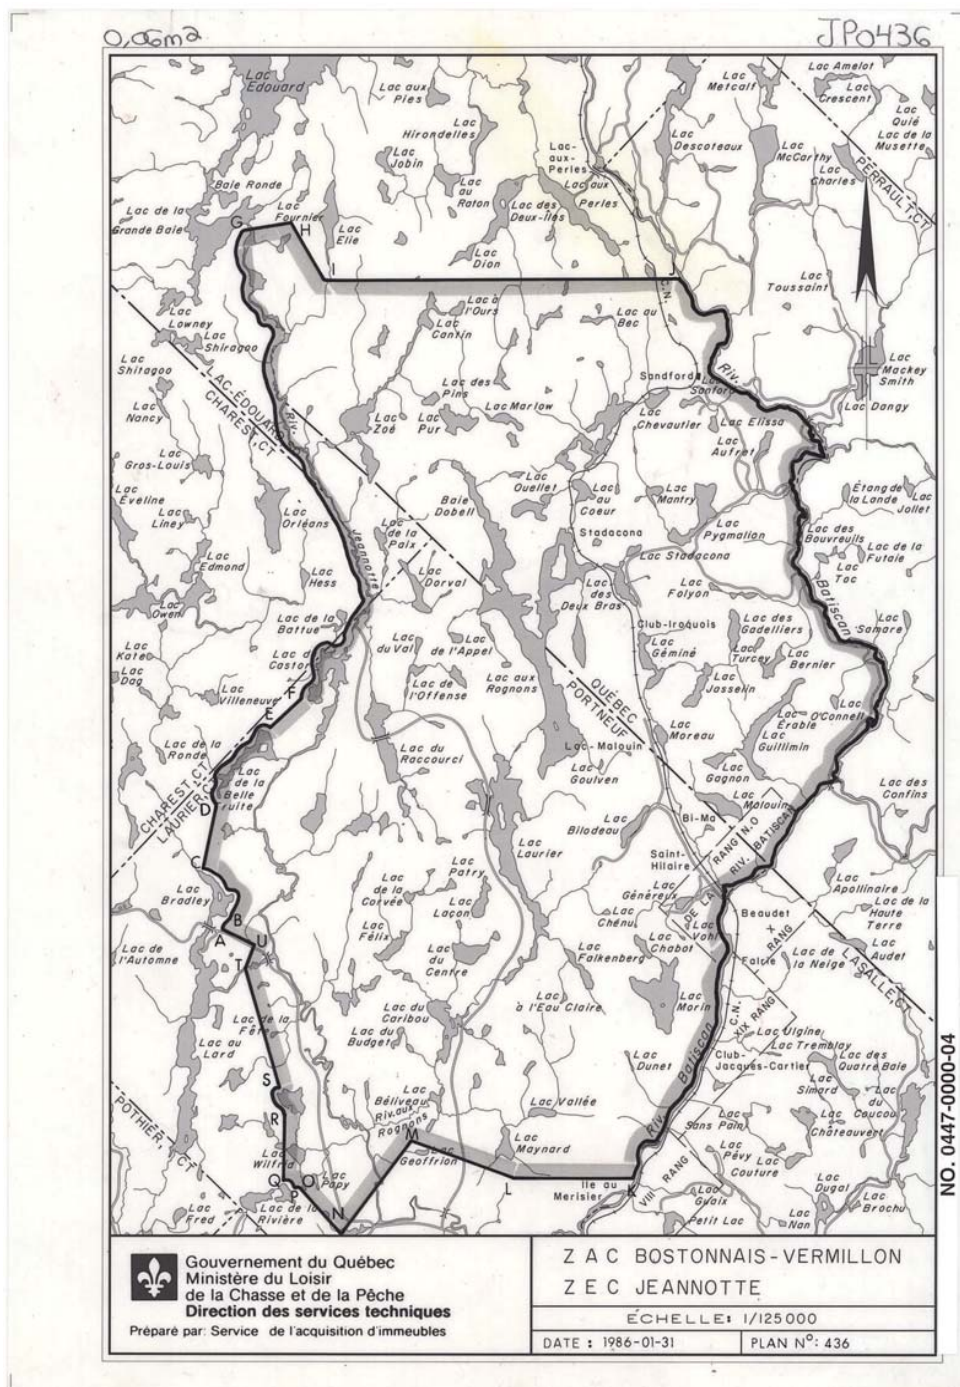 0,06m2
JP0436
Lac
Édouard
Lac aux
Pies
Lac
Hirondelles
Lac
Jobin
Lac
au
Raton
Lac-
aux-
Perles
Lac aux
Perles
Lac des
Deux-Îles
Lac
Metcalf
Lac Amelot
Lac
Crescent
Lac
Quié
Lac de la
Musette
Lac
Descoteaux
Lac
McCarthy
Lac
Charles
PERRAULT, CT
Baie Ronde
Lac de la
Grande Baie
G
Lac
Fournier
H
Lac
Elie
Lac
Dion
I
J
C.N.
Lac
Toussaint
Lac
Lowney
Lac
Shiragoo
Lac
Shitagoo
Lac à
l'Ours
Lac
Cantin
Lac au
Bec
Lac
Mackey
Smith
Lac Dangy
LAC-ÉDOUARD
CHAREST, CT
Riv.
Jeannotte
Lac
Nancy
Lac
Gros-Louis
Lac
Zoé
Lac
Pur
Lac des
Pins
Lac Marlow
Sandford
Lac
Sanford
Riv.
Batiscan
Lac
Chevautier
Lac Elissa
Lac
Aufret
Lac
Eveline
Lac
Liney
Lac
Orléans
Lac
Edmond
Lac
Hess
Lac
de la
Paix
Baie
Dobell
Lac
Ouellet
Lac
au
Coeur
Stadacona
Lac
Mantry
Lac
Pygmalion
Lac Stadacona
Étang de
la Lande
Lac
Jollet
Lac des
Bouvreuils
Lac de la
Futaie
Lac
Toc
Lac
Owen
Lac
Dorval
Lac
des
Deux Bras
Lac
Folyon
Lac de la
Battue
Lac
Kate
Lac
Dag
Lac
Villeneuve
Lac du
Castor
F
E
Lac
du Val
Lac
de l'Appel
Lac de
l'Offense
Lac aux
Rognons
Club-Iroquois
Lac
Géminé
Lac des
Gadelliers
Lac
Turcey
Lac
Bernier
Lac
Samare
Lac
Josselin
QUÉBEC
PORTNEUF
Lac-Malouin
Lac
Goulven
Lac
Moreau
Lac
Érable
Lac
O'Connell
Lac
Guillimin
Lac
Gagnon
Lac de la
Ronde
Lac
de la
Belle
Truite
D
CHAREST, CT
LAURIER, CT
Lac du
Raccourci
Lac
Malouin
Lac des
Confins
Bi-Ma
Lac
Bilodeau
RANG N.O
DE LA RIV. BATISCAN
C
Lac
Bradley
B
A
U
T
Lac de
l'Automne
Lac
de la
Corvée
Lac
Patry
Lac
Laçon
Lac
Félix
Lac
du
Centre
Lac
Laurier
Saint-
Hilaire
Lac
Généreux
Lac
Chénu
Lac
Vohl
Lac
Chabot
Lac
Falkenberg
Beaudet
X
RANG
Falrie
Lac de
la Neige
Lac
Apollinaire
Lac de la
Haute
Terre
Lac
Audet
LASALLE, CT
Lac de la
Fête
Lac au
Lard
Lac du
Caribou
Lac du
Budget
Lac
à l'Eau Claire
Lac
Morin
Batiscan
C.N.
XIX RANG
Lac Ulgine
Lac Tremblay
Lac des
Quatre Baie
Club-
Jacques-Cartier
Lac
Simard
Lac
du
Coucou
Lac
Châteauvert
Lac
Dunet
S
R
Lac
Béliveau
Riv. aux
Rognons
M
Lac
Geoffrion
Lac Vallée
Lac
Maynard
Riv.
Lac
Sans Pain
Lac
Pévy
Lac
Couture
VIII RANG
POTHIER, CT
Lac
Wilfrid
Q
P
O
Lac
Papy
N
Lac
Fred
Lac de la
Rivière
L
Ile au
Merisier
K
Lac
Guaix
Petit Lac
Lac
Nan
Lac
Dugal
Lac
Brochu
NO. 0447-0000-04
Gouvernement du Québec
Ministère du Loisir
de la Chasse et de la Pêche
Direction des services techniques
Préparé par: Service de l'acquisition d'immeubles
ZAC BOSTONNAIS-VERMILLON
ZEC JEANNOTTE
ÉCHELLE: 1/125000
DATE : 1986-01-31
PLAN No: 436